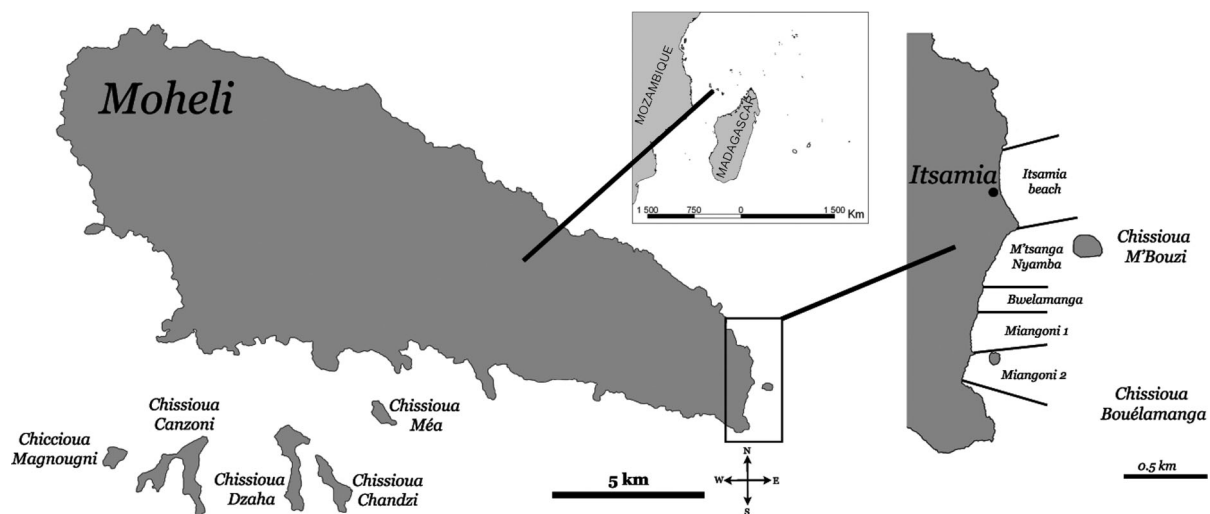 Moheli
MOZAMBIQUE
MADAGASCAR
1 500 750 0 1 500 Km
Itsamia
Itsamia
beach
M'tsanga
Nyamba
Chissioua
M'Bouzi
Bwelamanga
Miangoni 1
Miangoni 2
Chissioua
Bouélamanga
0.5 km
Chissioua
Méa
Chissioua
Canzoni
Chiccioua
Magnougni
Chissioua
Dzaha
Chissioua
Chandzi
5 km
N
W E
S